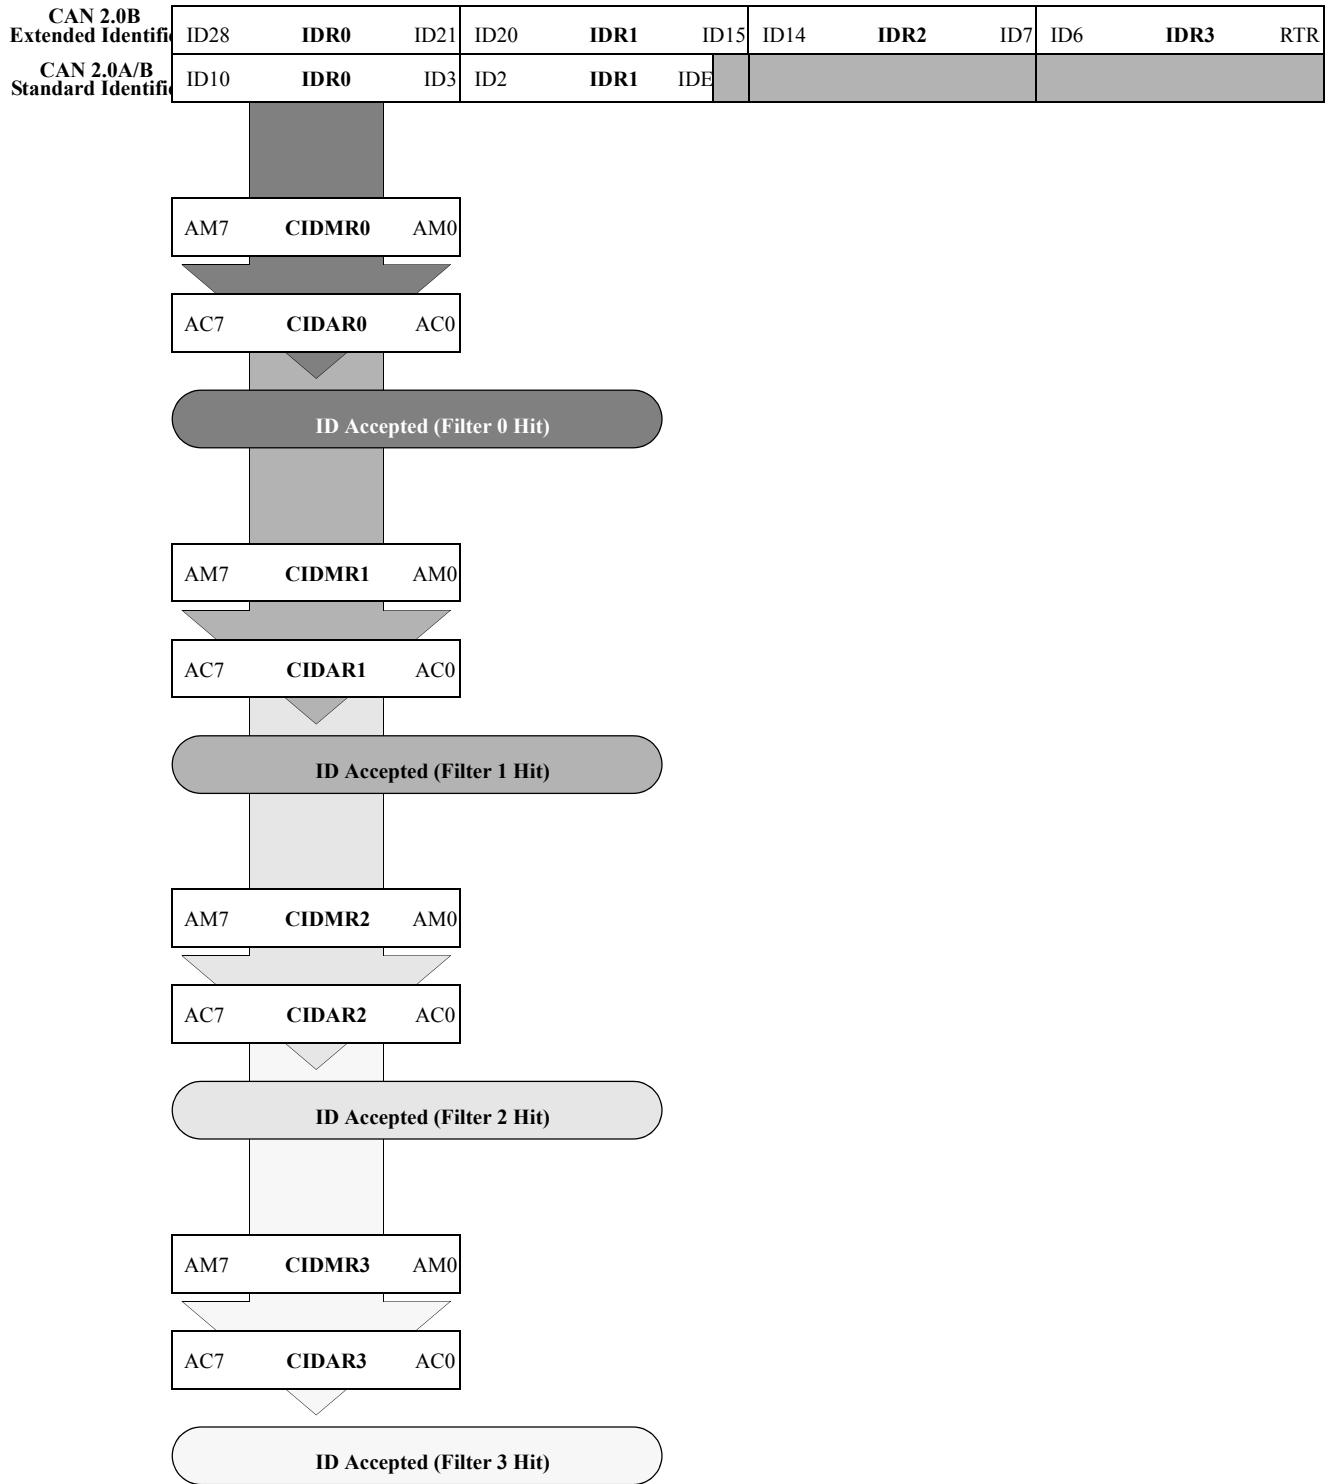 CAN 2.0B
Extended Identifie
ID28 IDR0 ID21 ID20 IDR1 ID15 ID14 IDR2 ID7 ID6 IDR3 RTR
CAN 2.0A/B
Standard Identifie
ID10 IDR0 ID3 ID2 IDR1 IDE
AM7 CIDMR0 AM0
AC7 CIDAR0 AC0
ID Accepted (Filter 0 Hit)
AM7 CIDMR1 AM0
AC7 CIDAR1 AC0
ID Accepted (Filter 1 Hit)
AM7 CIDMR2 AM0
AC7 CIDAR2 AC0
ID Accepted (Filter 2 Hit)
AM7 CIDMR3 AM0
AC7 CIDAR3 AC0
ID Accepted (Filter 3 Hit)